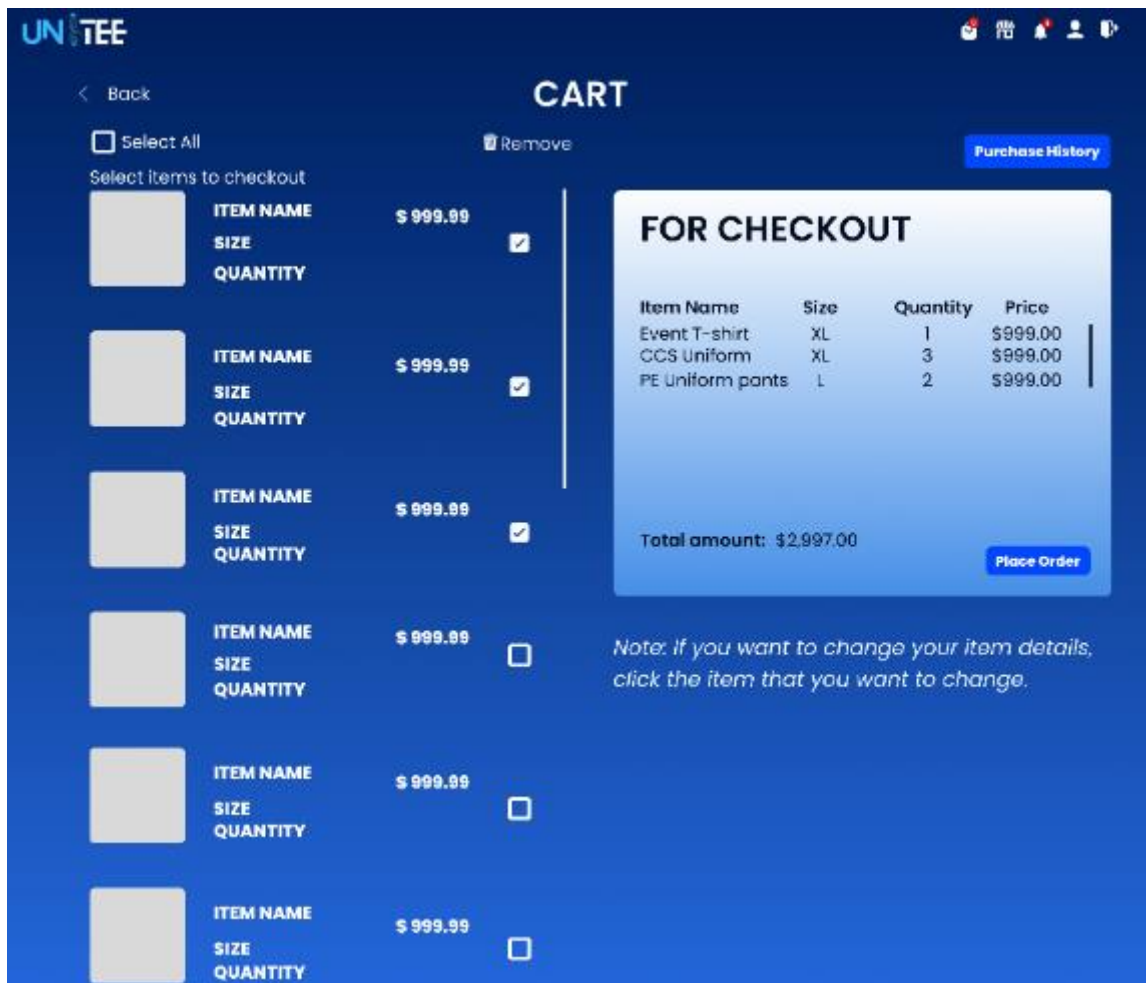 UNITEE
Back
CART
Select All
Remove
Purchase History
Select items to checkout
ITEM NAME
$ 999.99
SIZE
QUANTITY
ITEM NAME
$ 999.99
SIZE
QUANTITY
ITEM NAME
$ 999.99
SIZE
QUANTITY
ITEM NAME
$ 999.99
SIZE
QUANTITY
ITEM NAME
$ 999.99
SIZE
QUANTITY
ITEM NAME
$ 999.99
SIZE
QUANTITY
FOR CHECKOUT
Item Name Size Quantity Price
Event T-shirt XL 1 $999.00
CCS Uniform XL 3 $999.00
PE Uniform pants L 2 $999.00
Total amount: $2,997.00
Place Order
Note: If you want to change your item details,
click the item that you want to change.